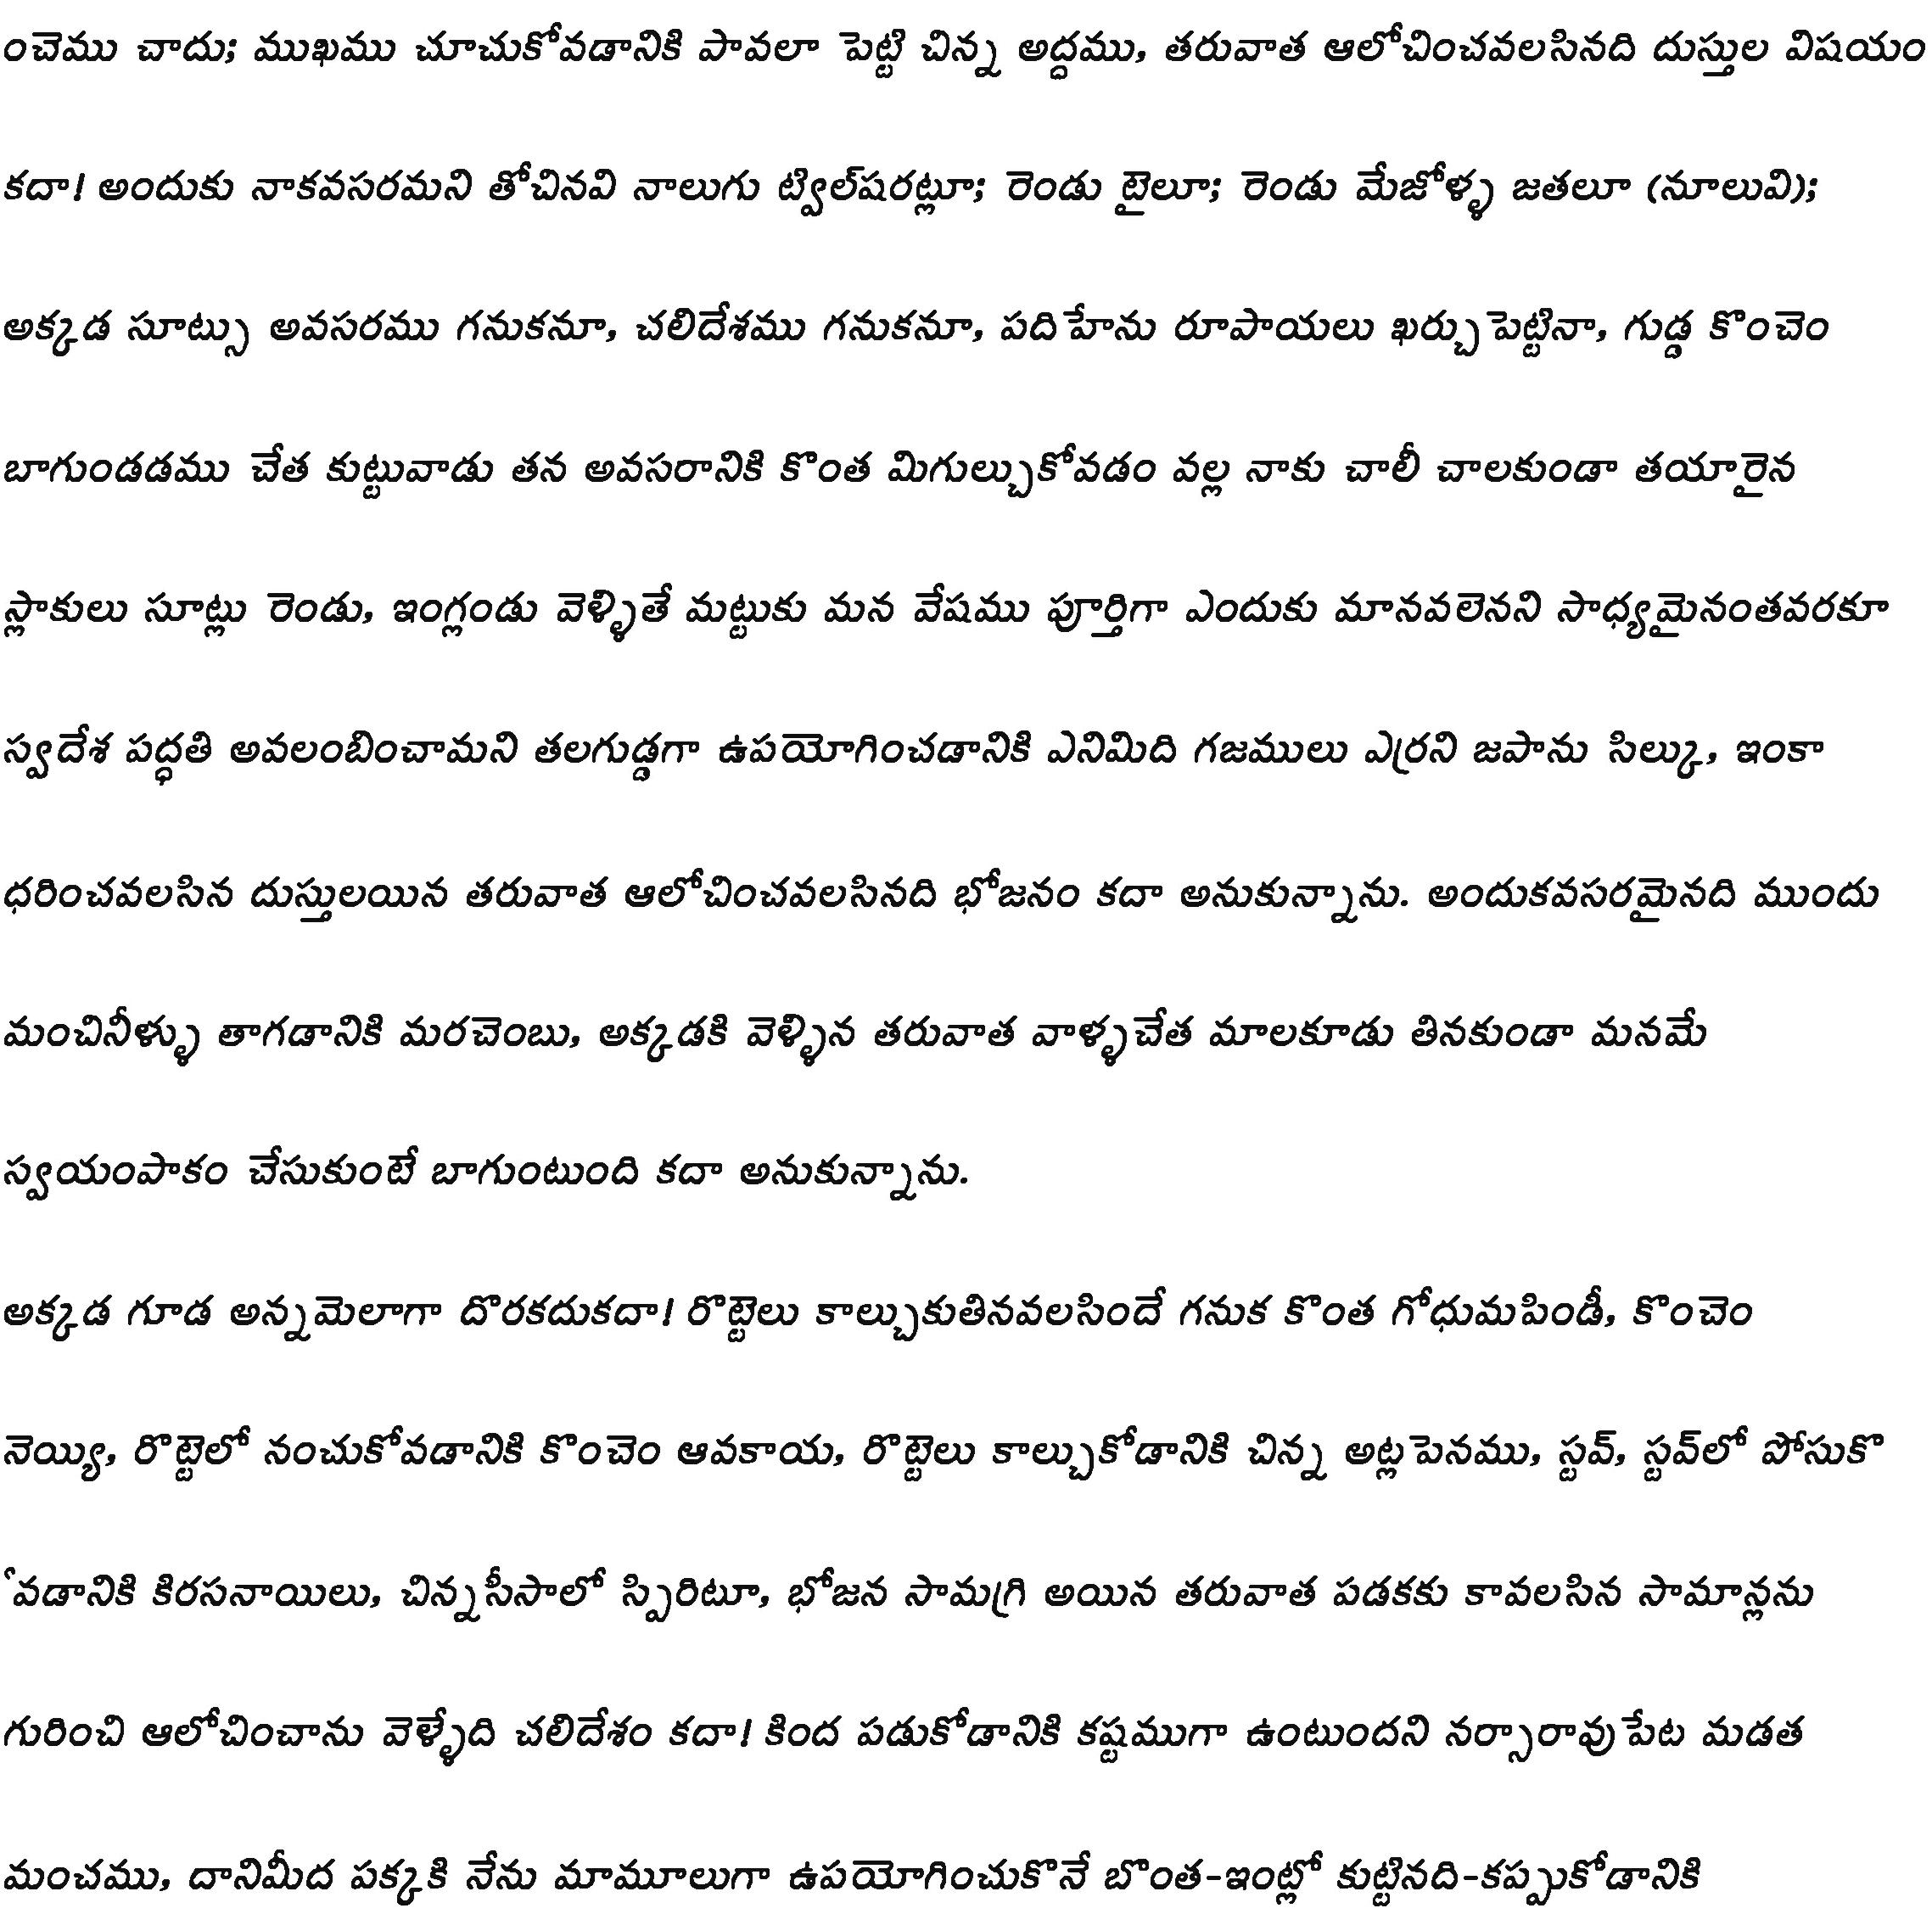 ంచెము చాదు; ముఖము చూచుకోవడానికి పావలా పెట్టి చిన్న అద్దము, తరువాత ఆలోచించవలసినది దుస్తుల విషయం
కదా! అందుకు నాకవసరమని తోచినవి నాలుగు ట్విల్‌షరట్లూ; రెండు టైలూ; రెండు మేజోళ్ళ జతలూ (నూలువి);
అక్కడ సూట్సు అవసరము గనుకనూ, చలిదేశము గనుకనూ, పదిహేను రూపాయలు ఖర్చుపెట్టినా, గుడ్డ కొంచెం
బాగుండడము చేత కుట్టువాడు తన అవసరానికి కొంత మిగుల్చుకోవడం వల్ల నాకు చాలీ చాలకుండా తయారైన
స్లాకులు సూట్లు రెండు, ఇంగ్లండు వెళ్ళితే మట్టుకు మన వేషము పూర్తిగా ఎందుకు మానవలెనని సాధ్యమైనంతవరకూ
స్వదేశ పద్ధతి అవలంబించామని తలగుడ్డగా ఉపయోగించడానికి ఎనిమిది గజములు ఎర్రని జపాను సిల్కు, ఇంకా
ధరించవలసిన దుస్తులయిన తరువాత ఆలోచించవలసినది భోజనం కదా అనుకున్నాను. అందుకవసరమైనది ముందు
మంచినీళ్ళు తాగడానికి మరచెంబు, అక్కడకి వెళ్ళిన తరువాత వాళ్ళచేత మాలకూడు తినకుండా మనమే
స్వయంపాకం చేసుకుంటే బాగుంటుంది కదా అనుకున్నాను.
అక్కడ గూడ అన్నమెలాగా దొరకదుకదా! రొట్టెలు కాల్చుకుతినవలసిందే గనుక కొంత గోధుమపిండీ, కొంచెం
నెయ్యి, రొట్టెలో నంచుకోవడానికి కొంచెం ఆవకాయ, రొట్టెలు కాల్చుకోడానికి చిన్న అట్లపెనము, స్టవ్, స్టవ్‌లో పోసుకొ
ేవడానికి కిరసనాయిలు, చిన్నసీసాలో స్పిరిటూ, భోజన సామగ్రి అయిన తరువాత పడకకు కావలసిన సామాన్లను
గురించి ఆలోచించాను వెళ్ళేది చలిదేశం కదా! కింద పడుకోడానికి కష్టముగా ఉంటుందని నర్సారావుపేట మడత
మంచము, దానిమీద పక్కకి నేను మామూలుగా ఉపయోగించుకొనే బొంత-ఇంట్లో కుట్టినది-కప్పుకోడానికి